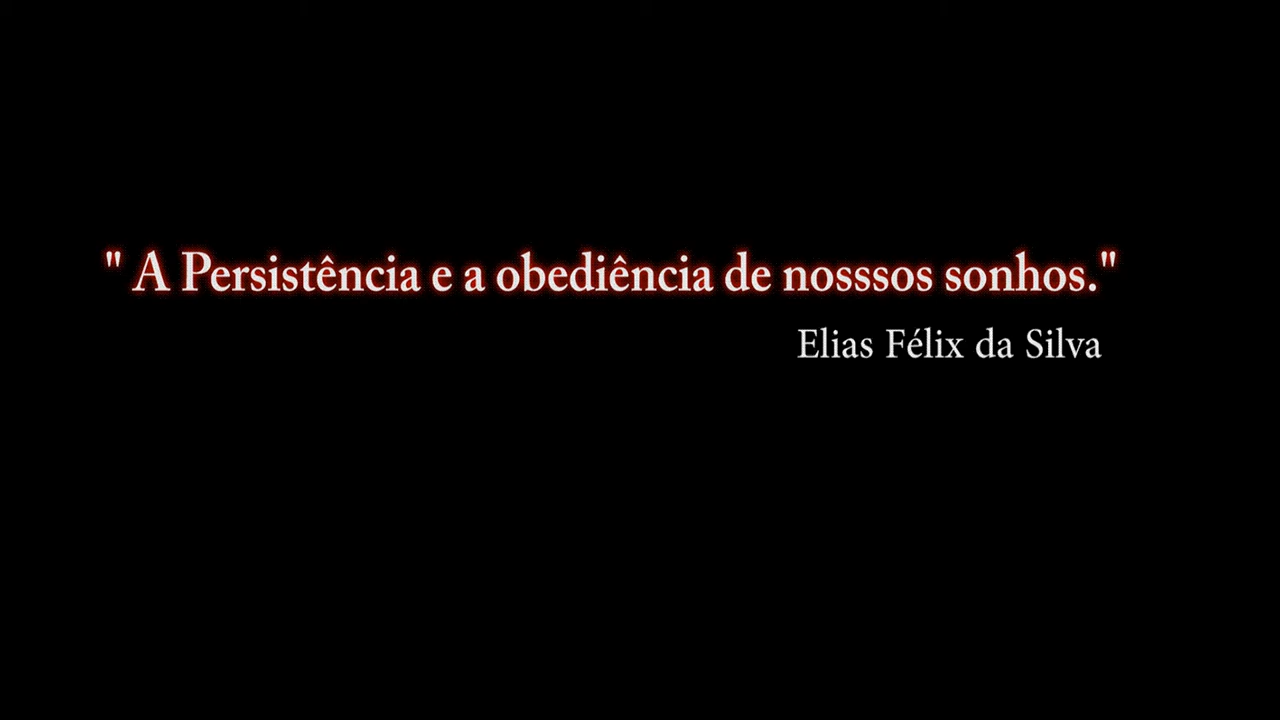 " A Persistência e a obediência de nosssos sonhos."
Elias Félix da Silva